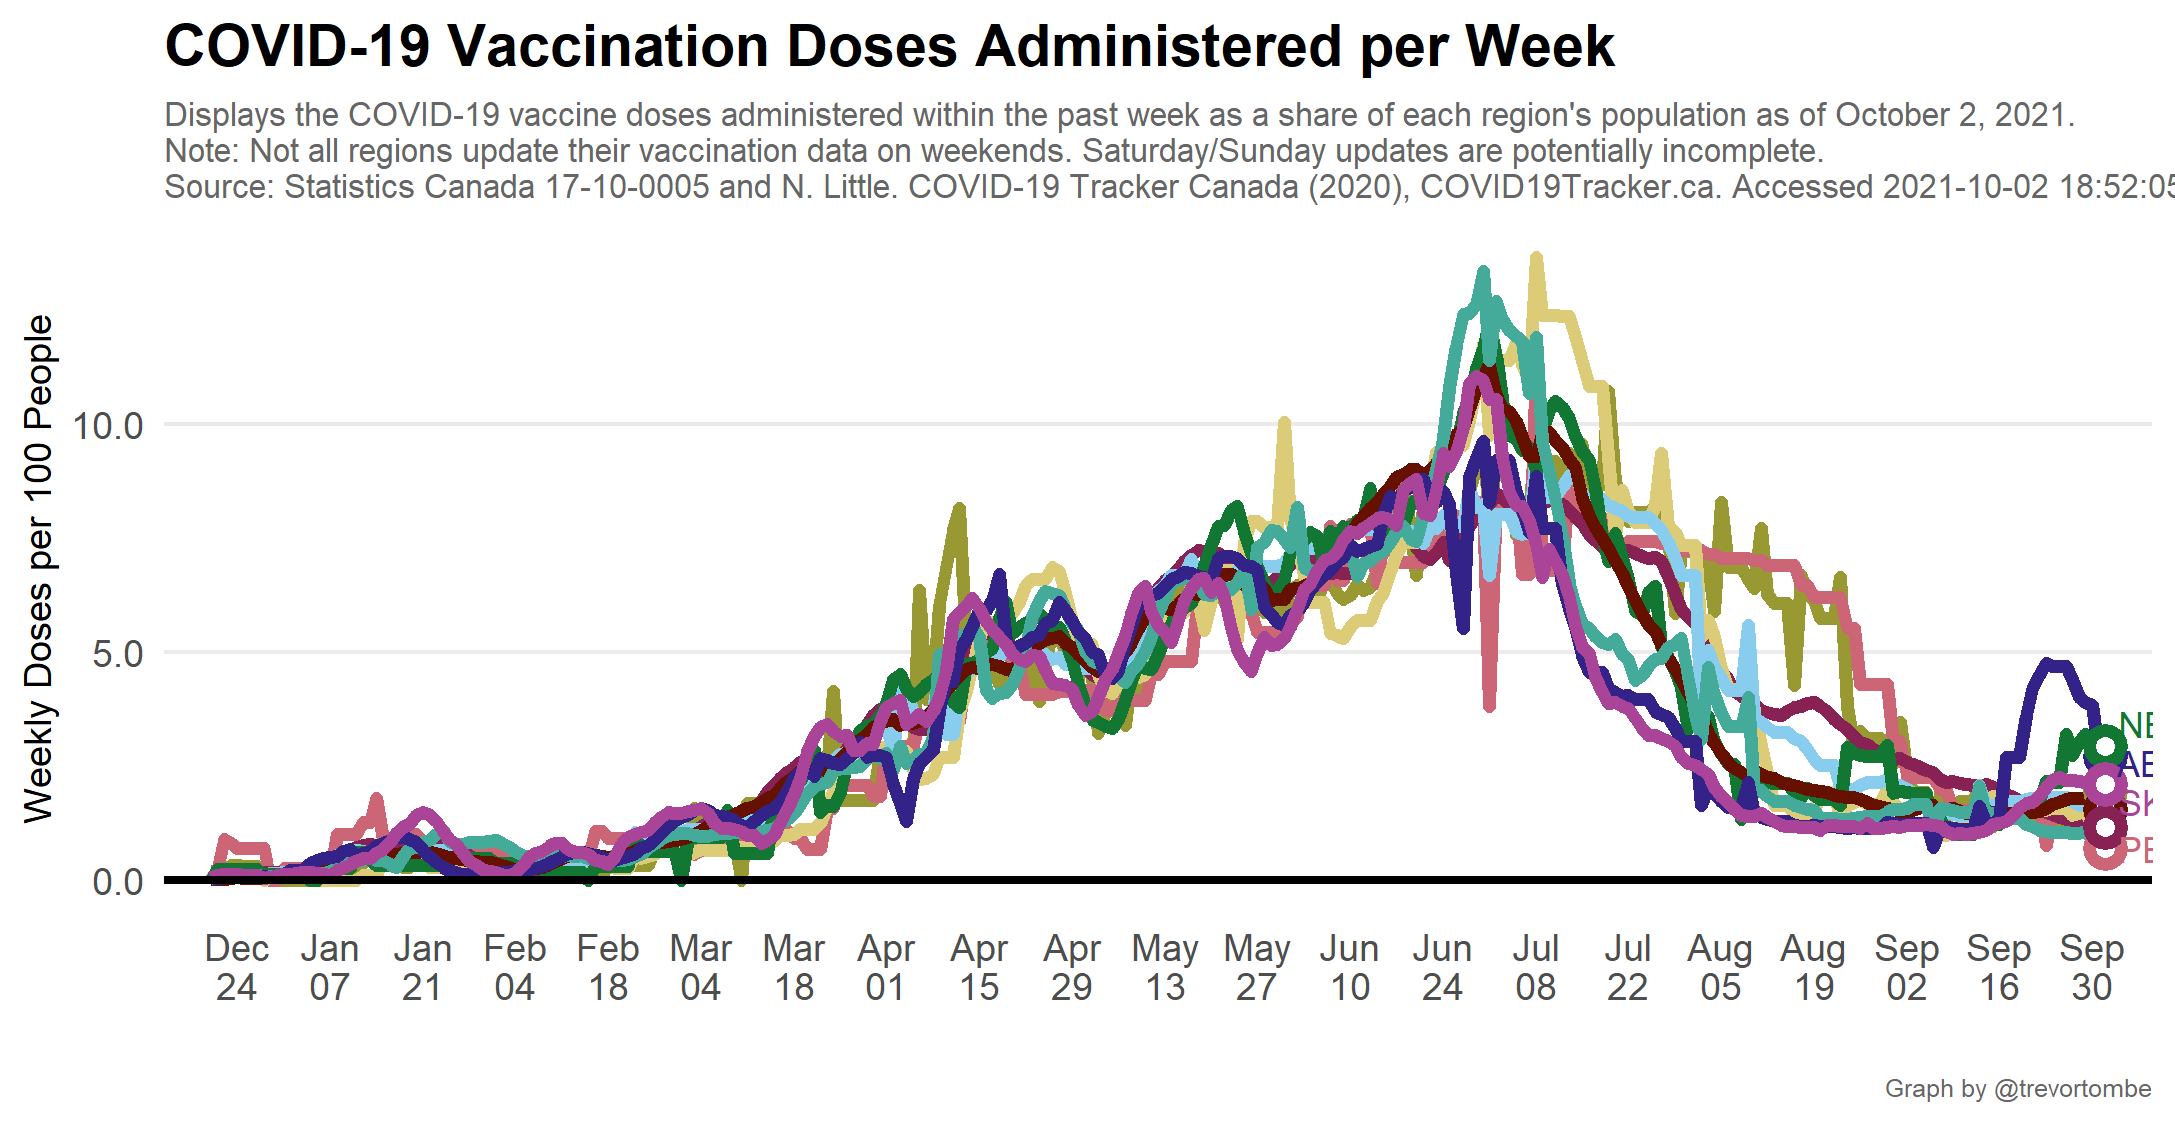 COVID-19 Vaccination Doses Administered per Week
Displays the COVID-19 vaccine doses administered within the past week as a share of each region's population as of October 2, 2021.
Note: Not all regions update their vaccination data on weekends. Saturday/Sunday updates are potentially incomplete.
Source: Statistics Canada 17-10-0005 and N. Little. COVID-19 Tracker Canada (2020), COVID19Tracker.ca. Accessed 2021-10-02 18:52:05
Weekly Doses per 100 People
10.0
5.0
0.0
NB
AB
SK
PE
Dec Jan Jan Feb Feb Mar Mar Apr Apr Apr May May Jun Jun Jul Jul Aug Aug Sep Sep Sep
24 07 21 04 18 04 18 01 15 29 13 27 10 24 08 22 05 19 02 16 30
Graph by @trevortombe